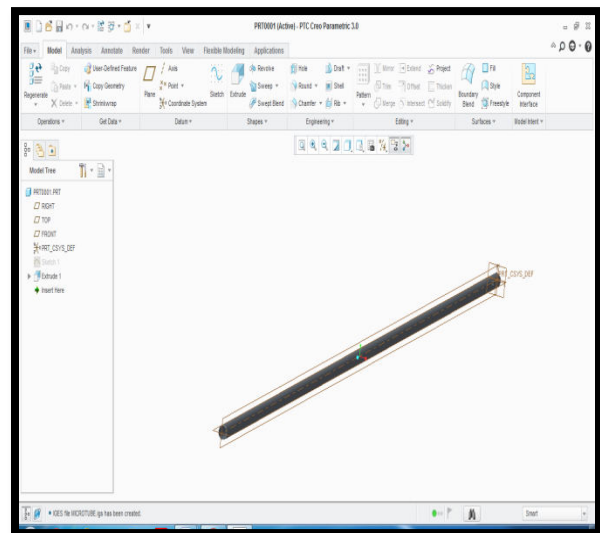 PRT0001 (Active) - PTC Creo Parametric 3.0
File Model Analysis Annotate Render Tools View Flexible Modeling Applications
Copy User-Defined Feature Axis Revolve Hole Draft Mirror Extend Project Fill
Regenerate Paste Copy Geometry Plane Point Sketch Extrude Sweep Round Shell Pattern Trim Offset Thicken Boundary Blend Style Component Interface
Delete Shrinkwrap Coordinate System Swept Blend Chamfer Rib Merge Intersect Solidify Freestyle
Operations Get Data Datum Shapes Engineering Editing Surfaces Model Intent
Model Tree
PRT0001.PRT
RIGHT
TOP
FRONT
PRT_CSYS_DEF
Sketch 1
Extrude 1
Insert Here
PRT_CSYS_DEF
• IGES file MICROTUBE.igs has been created.
Smart